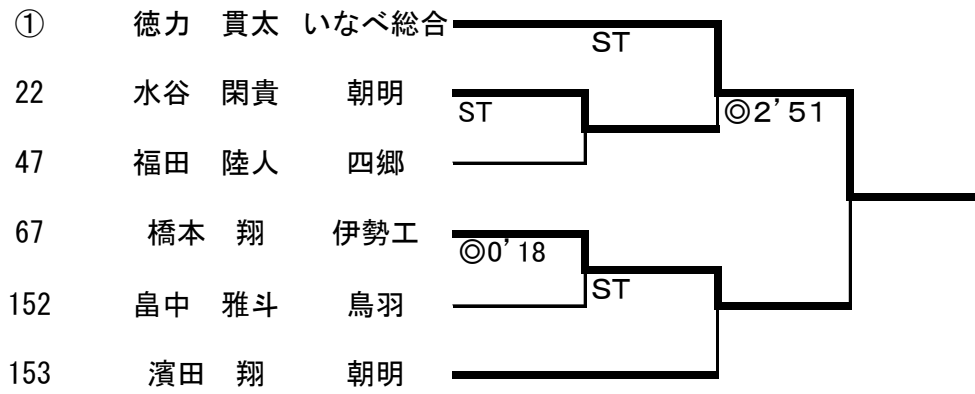 ① 徳力 貫太 いなべ総合
ST
22 水谷 閑貴 朝明
ST
◎2’51
47 福田 陸人 四郷
67 橋本 翔 伊勢工
◎0’18
ST
152 畠中 雅斗 鳥羽
153 濱田 翔 朝明